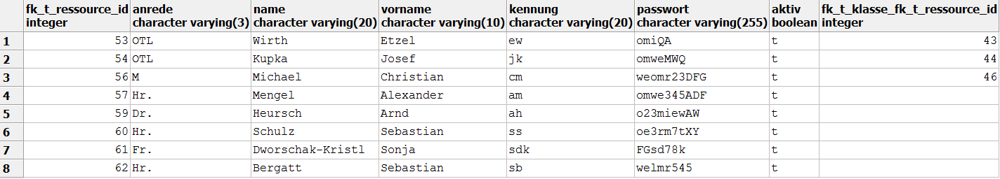 fk_t_ressource_id anrede name vorname kennung passwort aktiv fk_t_klasse_fk_t_ressource_id
integer character varying(3) character varying(20) character varying(10) character varying(20) character varying(255) boolean integer
1 53 OTL Wirth Etzel ew omiQA t 43
2 54 OTL Kupka Josef jk omweMWQ t 44
3 56 M Michael Christian cm weomr23DFG t 46
4 57 Hr. Mengel Alexander am omwe345ADF t
5 59 Dr. Heursch Arnd ah o23miewAW t
6 60 Hr. Schulz Sebastian ss oe3rm7tXY t
7 61 Fr. Dworschak-Kristl Sonja sdk FGsd78k t
8 62 Hr. Bergatt Sebastian sb welmr545 t